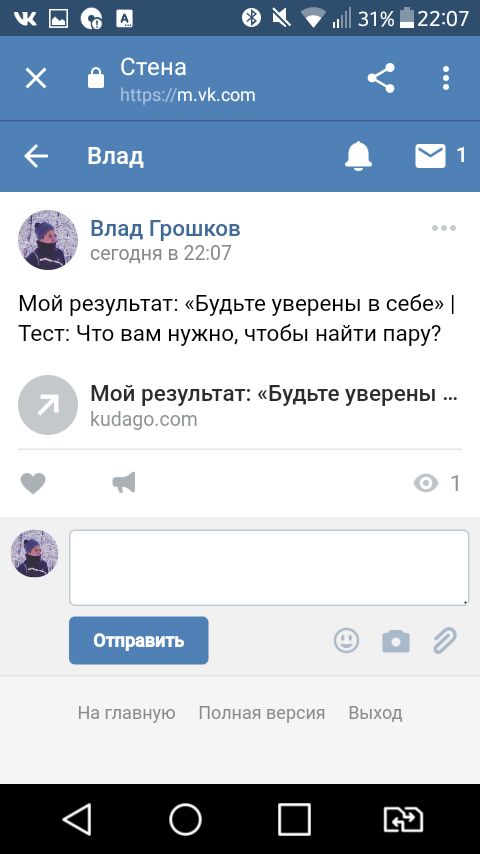 31% 22:07
Стена
https://m.vk.com
Влад
1
Влад Грошков
сегодня в 22:07
Мой результат: «Будьте уверены в себе» |
Тест: Что вам нужно, чтобы найти пару?
Мой результат: «Будьте уверены ...
kudago.com
1
Отправить
На главную Полная версия Выход